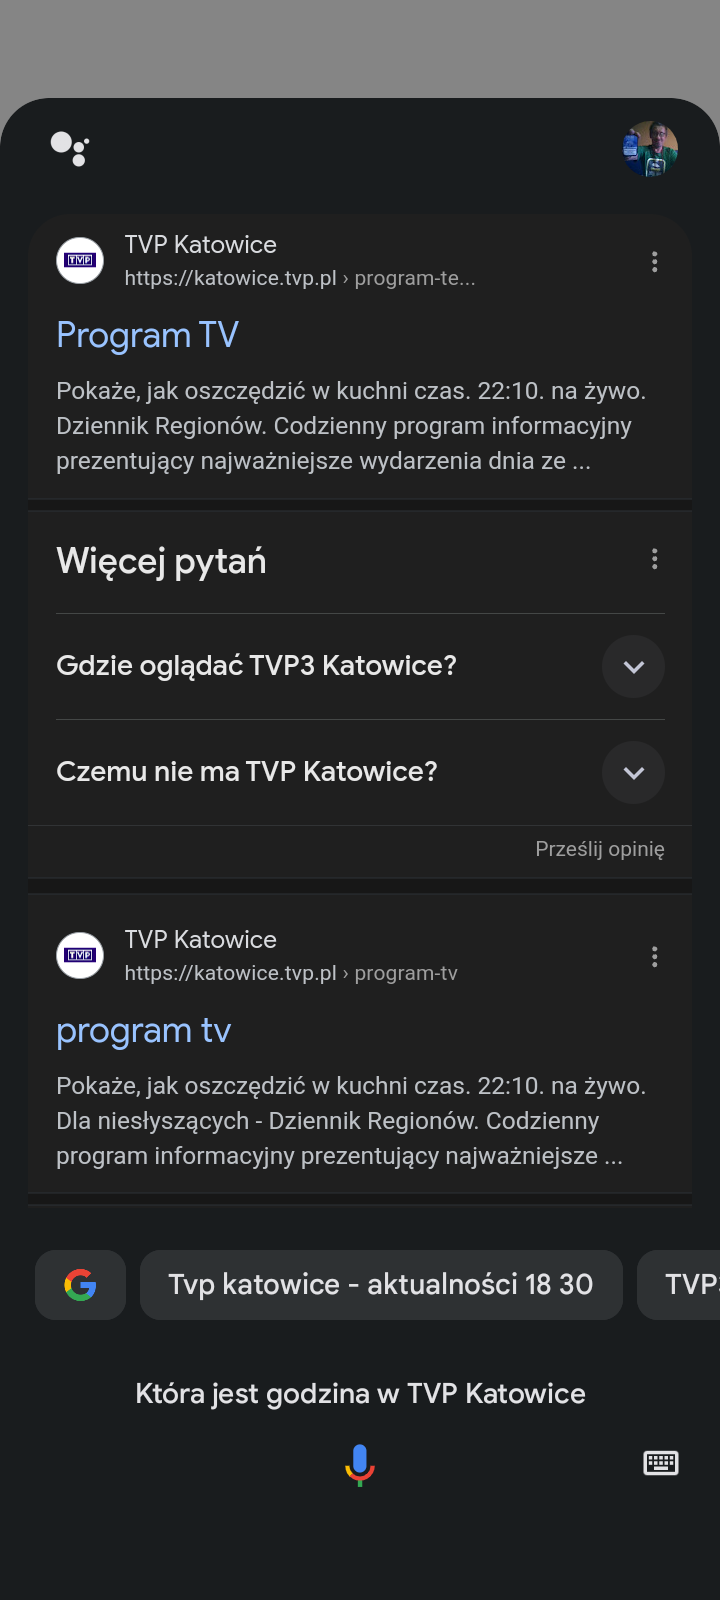 TVP
TVP Katowice
https://katowice.tvp.pl › program-te...
Program TV
Pokaże, jak oszczędzić w kuchni czas. 22:10. na żywo.
Dziennik Regionów. Codzienny program informacyjny
prezentujący najważniejsze wydarzenia dnia ze ...
Więcej pytań
Gdzie oglądać TVP3 Katowice?
Czemu nie ma TVP Katowice?
Prześlij opinię
TVP
TVP Katowice
https://katowice.tvp.pl › program-tv
program tv
Pokaże, jak oszczędzić w kuchni czas. 22:10. na żywo.
Dla niesłyszących - Dziennik Regionów. Codzienny
program informacyjny prezentujący najważniejsze ...
G
Tvp katowice - aktualności 18 30
TVP
Która jest godzina w TVP Katowice